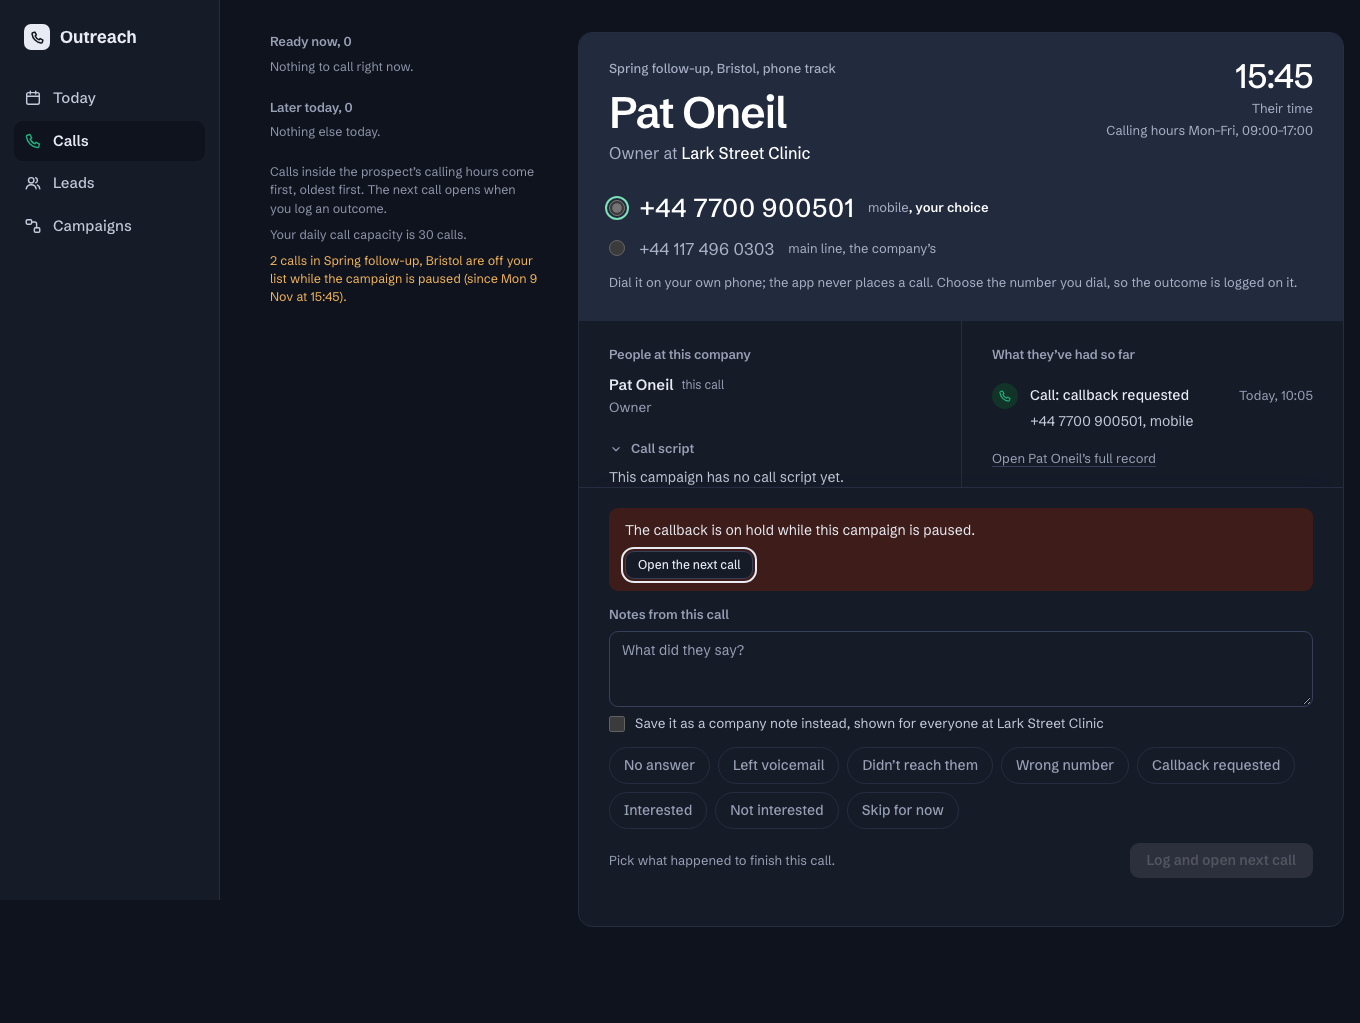 Outreach
Today
Calls
Leads
Campaigns
Ready now, 0
Nothing to call right now.
Later today, 0
Nothing else today.
Calls inside the prospect's calling hours come
first, oldest first. The next call opens when
you log an outcome.
Your daily call capacity is 30 calls.
2 calls in Spring follow-up, Bristol are off your
list while the campaign is paused (since Mon 9
Nov at 15:45).
Spring follow-up, Bristol, phone track
Pat Oneil
Owner at Lark Street Clinic
15:45
Their time
Calling hours Mon-Fri, 09:00-17:00
+44 7700 900501 mobile, your choice
+44 117 496 0303 main line, the company's
Dial it on your own phone; the app never places a call. Choose the number you dial, so the outcome is logged on it.
People at this company
Pat Oneil this call
Owner
Call script
This campaign has no call script yet.
What they've had so far
Call: callback requested Today, 10:05
+44 7700 900501, mobile
Open Pat Oneil's full record
The callback is on hold while this campaign is paused.
Open the next call
Notes from this call
What did they say?
Save it as a company note instead, shown for everyone at Lark Street Clinic
No answer Left voicemail Didn't reach them Wrong number Callback requested
Interested Not interested Skip for now
Pick what happened to finish this call. Log and open next call